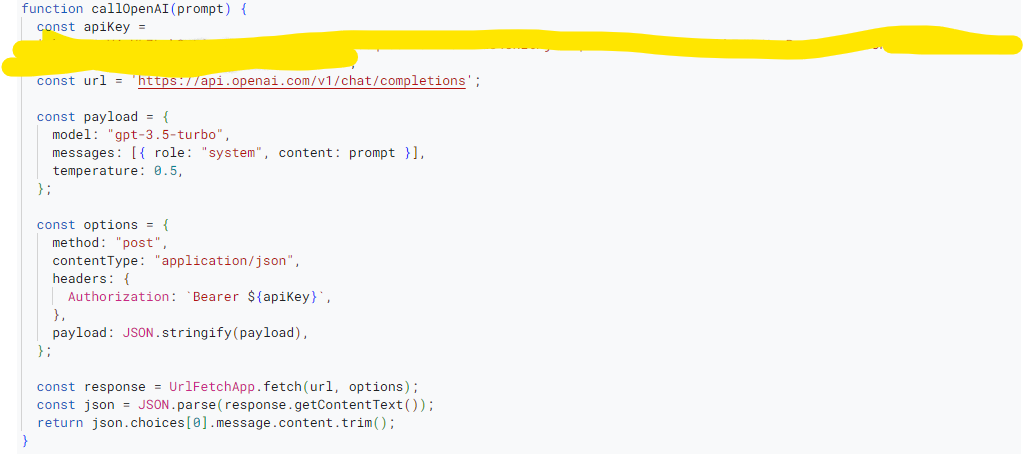 function callOpenAI(prompt) {
const apiKey =
const url = 'https://api.openai.com/v1/chat/completions';
const payload = {
model: "gpt-3.5-turbo",
messages: [{ role: "system", content: prompt }],
temperature: 0.5,
};
const options = {
method: "post",
contentType: "application/json",
headers: {
Authorization: `Bearer ${apiKey}`,
},
payload: JSON.stringify(payload),
};
const response = UrlFetchApp.fetch(url, options);
const json = JSON.parse(response.getContentText());
return json.choices[0].message.content.trim();
}